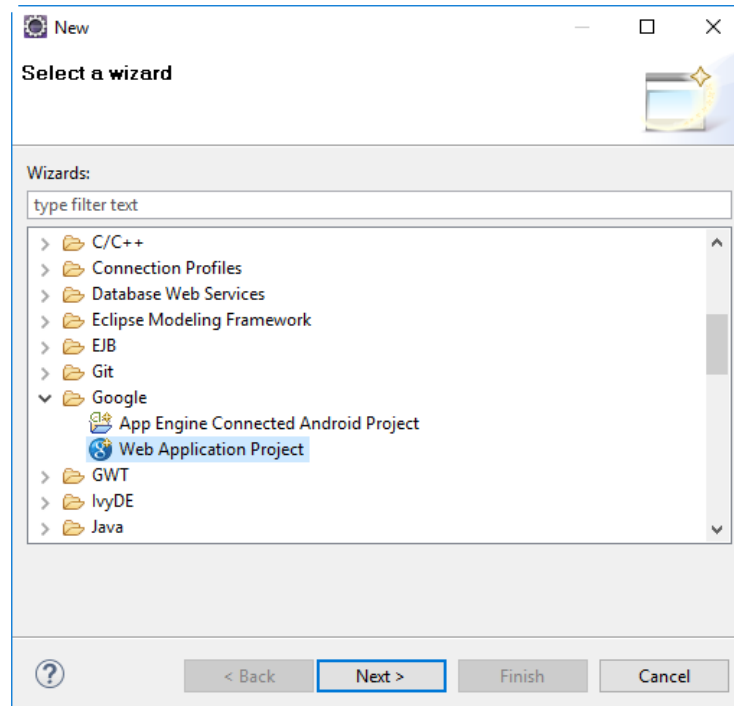 New
Select a wizard
Wizards:
type filter text
C/C++
Connection Profiles
Database Web Services
Eclipse Modeling Framework
EJB
Git
Google
App Engine Connected Android Project
Web Application Project
GWT
IvyDE
Java
< Back Next > Finish Cancel